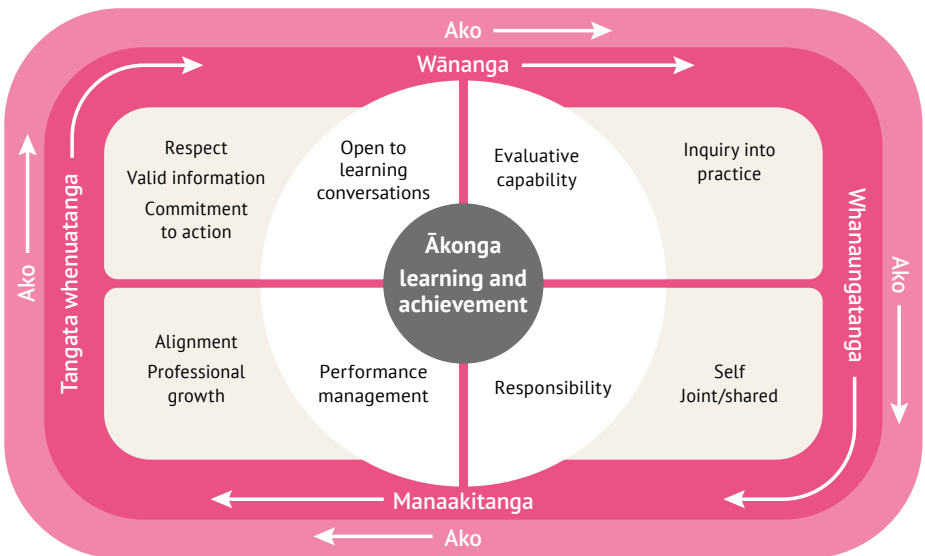 Ako
Wānanga
Tangata whenuatanga
Ako
Respect
Valid information
Commitment
to action
Open to
learning
conversations
Evaluative
capability
Inquiry into
practice
Whanaungatanga
Ako
Ākonga
learning and
achievement
Alignment
Professional
growth
Performance
management
Responsibility
Self
Joint/shared
Manaakitanga
Ako